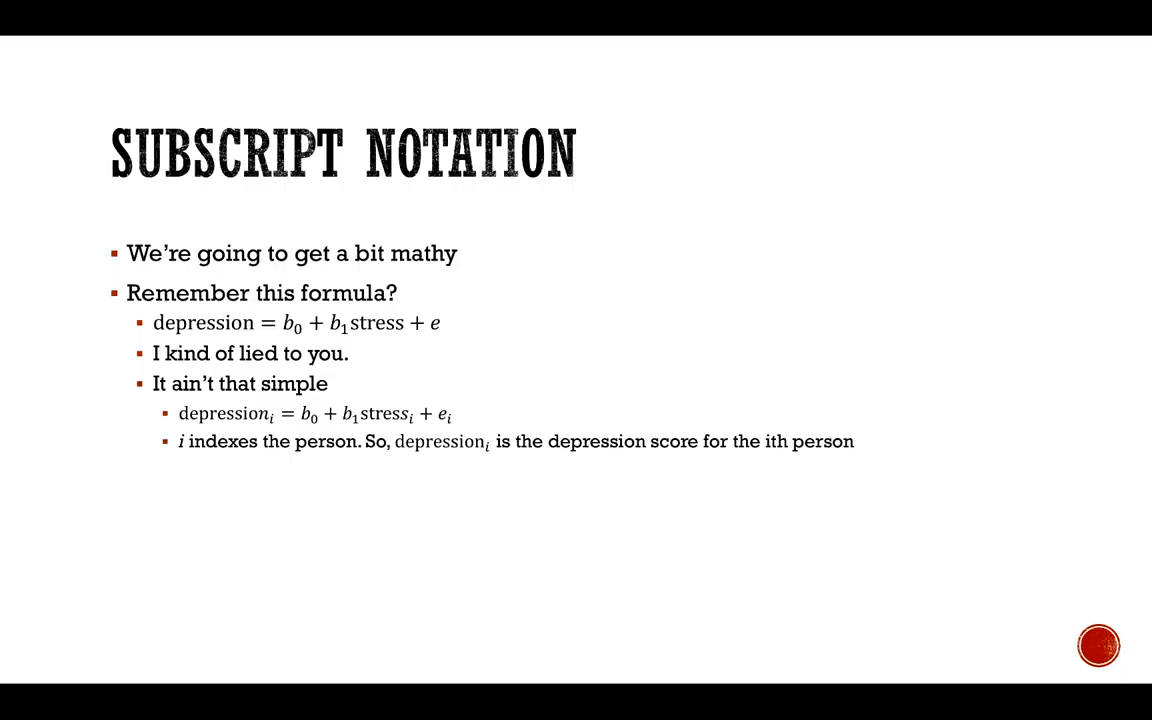 SUBSCRIPT NOTATION
▪ We're going to get a bit mathy
▪ Remember this formula?
▪ depression = b₀ + b₁stress + e
▪ I kind of lied to you.
▪ It ain't that simple
▪ depressionᵢ = b₀ + b₁stressᵢ + eᵢ
▪ i indexes the person. So, depressionᵢ is the depression score for the ith person